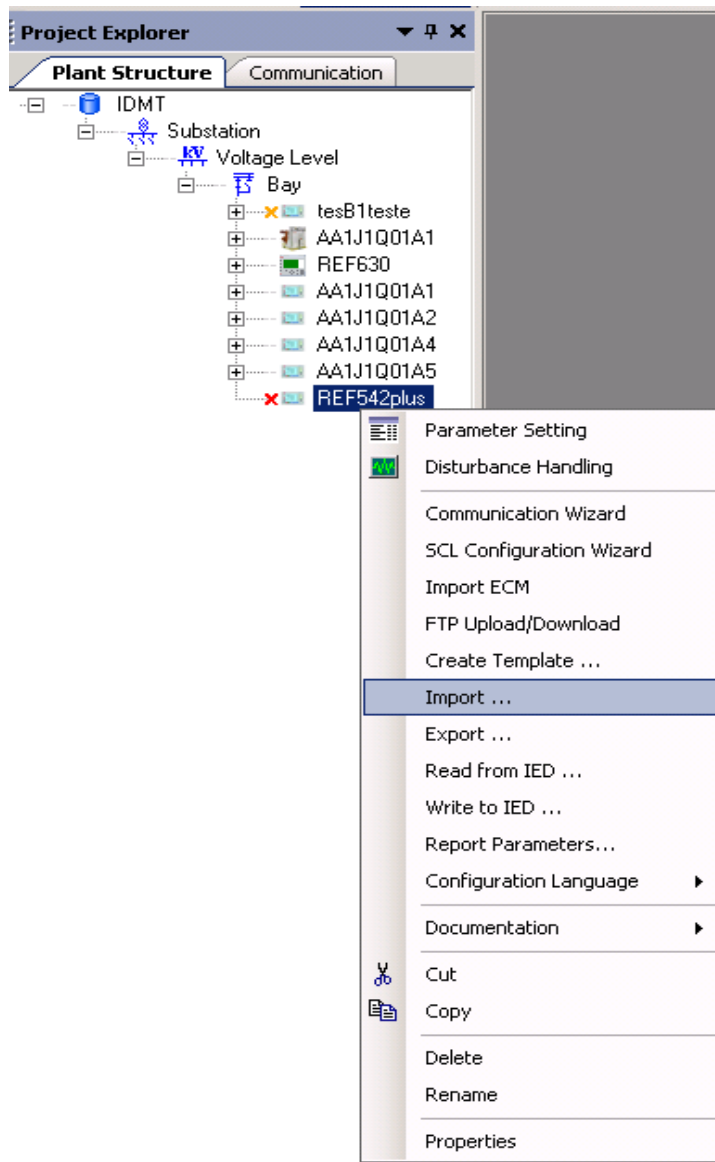 Project Explorer
Plant Structure Communication
IDMT
Substation
Voltage Level
Bay
tesB1teste
AA1J1Q01A1
REF630
AA1J1Q01A1
AA1J1Q01A2
AA1J1Q01A4
AA1J1Q01A5
REF542plus
Parameter Setting
Disturbance Handling
Communication Wizard
SCL Configuration Wizard
Import ECM
FTP Upload/Download
Create Template ...
Import ...
Export ...
Read from IED ...
Write to IED ...
Report Parameters...
Configuration Language
Documentation
Cut
Copy
Delete
Rename
Properties